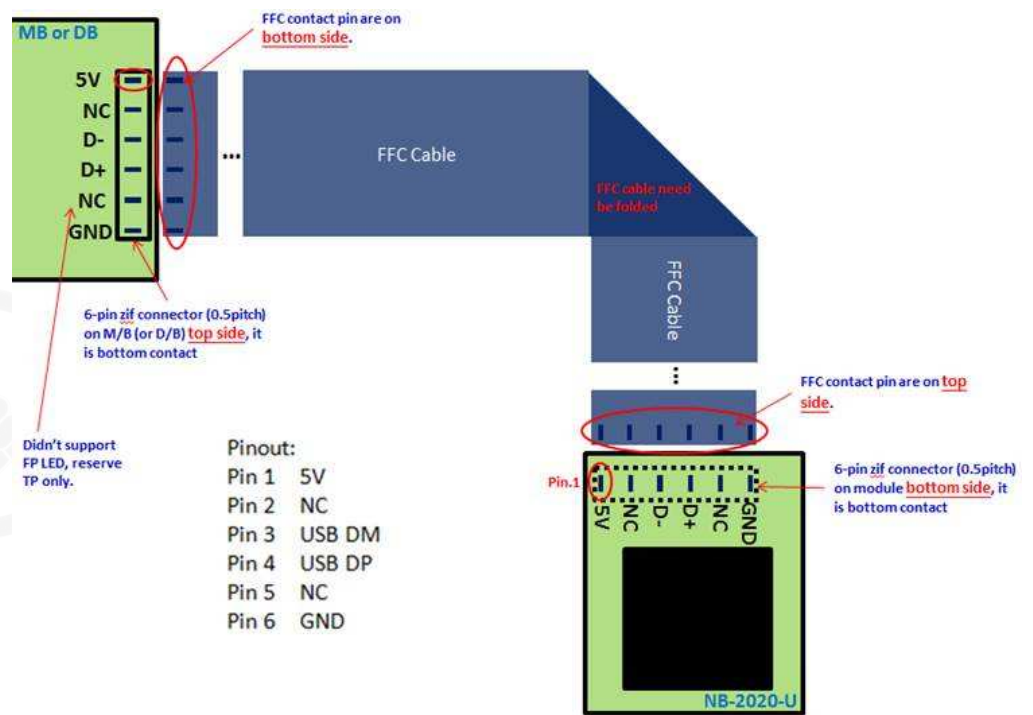 FFC contact pin are on
bottom side.
MB or DB
5V
NC
D-
D+
NC
GND
...
FFC Cable
FFC cable need
be folded
FFC Cable
...
6-pin zif connector (0.5pitch)
on M/B (or D/B) top side, it
is bottom contact
FFC contact pin are on top
side.
Didn't support
FP LED, reserve
TP only.
Pinout:
Pin 1 5V
Pin 2 NC
Pin 3 USB DM
Pin 4 USB DP
Pin 5 NC
Pin 6 GND
Pin.1
6-pin zif connector (0.5pitch)
on module bottom side, it
is bottom contact
5V
NC
D-
D+
NC
GND
NB-2020-U